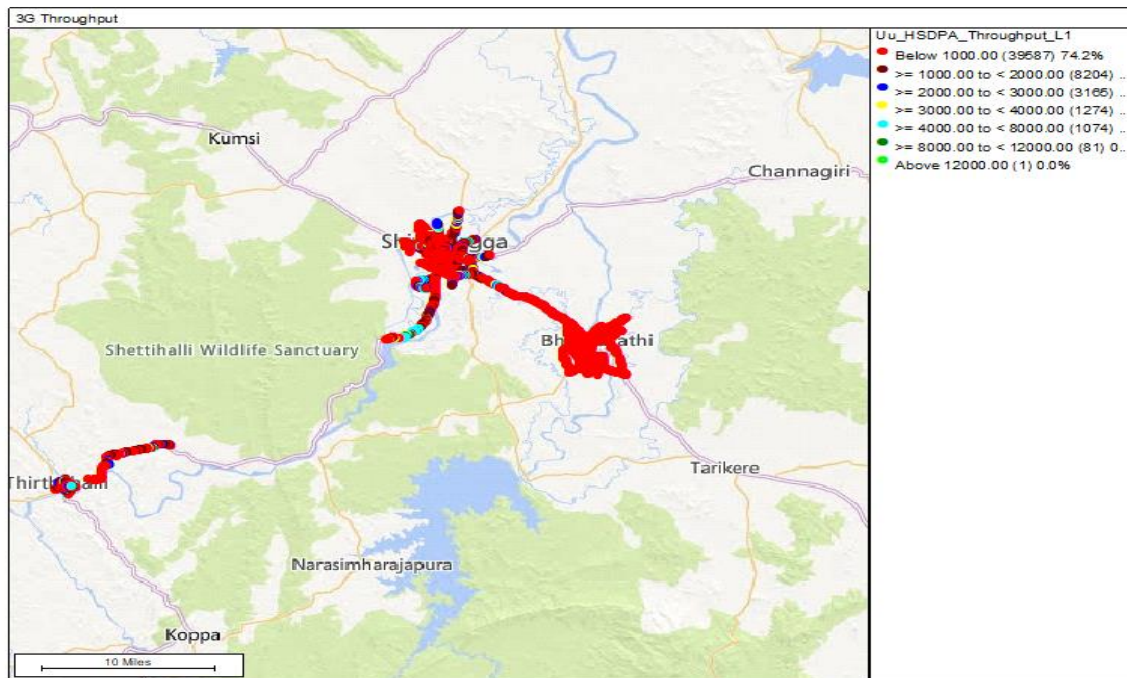 3G Throughput
Uu_HSDPA_Throughput_L1
Below 1000.00 (39587) 74.2%
>= 1000.00 to < 2000.00 (8204) ...
>= 2000.00 to < 3000.00 (3165) ...
>= 3000.00 to < 4000.00 (1274) ...
>= 4000.00 to < 8000.00 (1074) ...
>= 8000.00 to < 12000.00 (81) 0...
Above 12000.00 (1) 0.0%
Kumsi
Channagiri
Shettihalli Wildlife Sanctuary
Tarikere
Narasimharajapura
Koppa
10 Miles